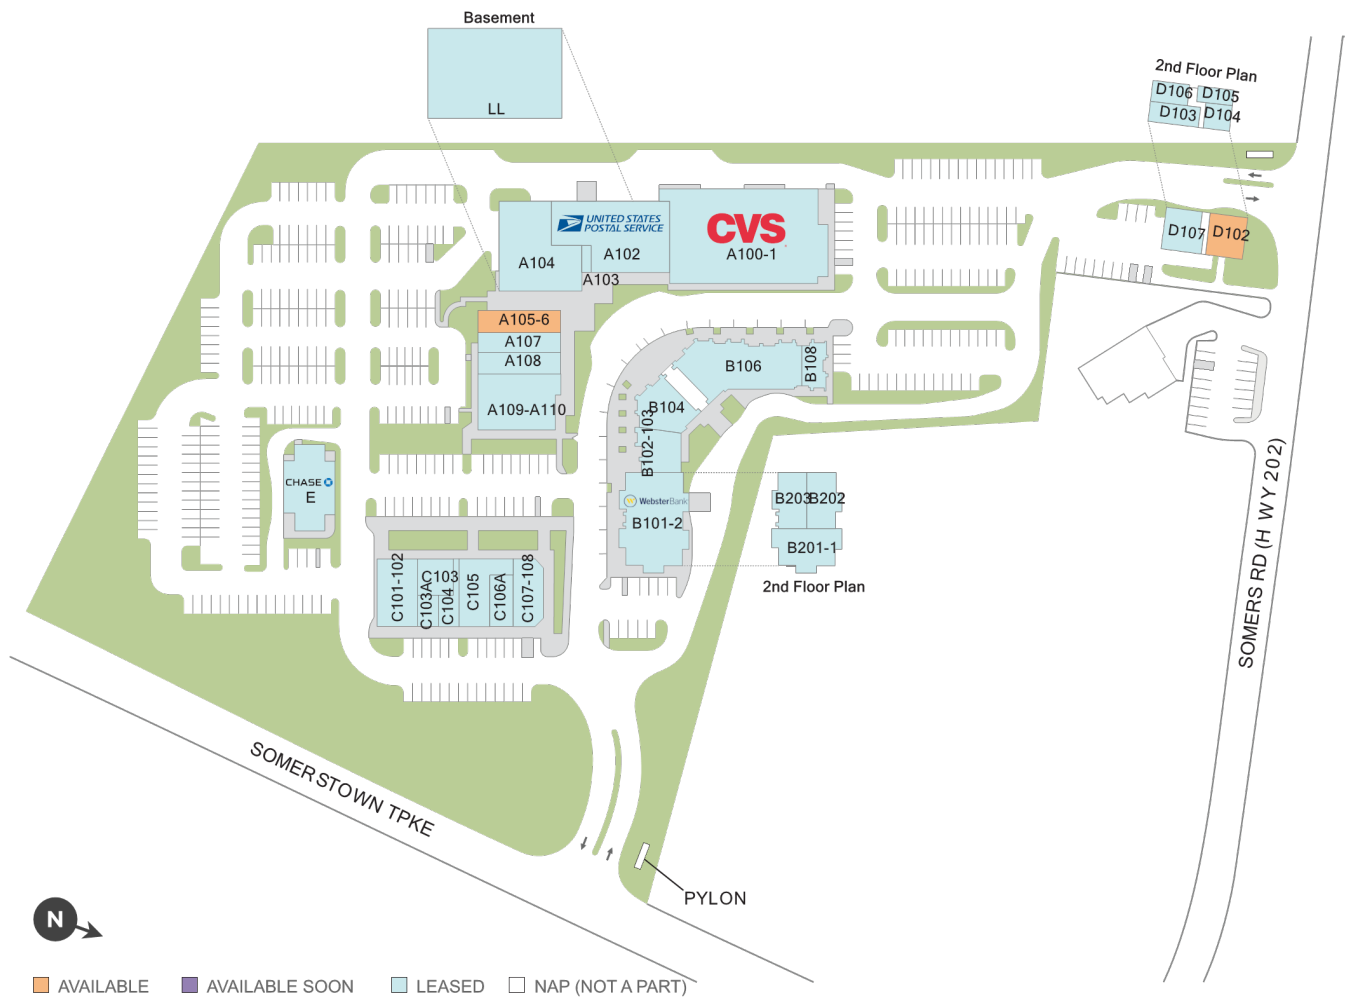 Basement
LL
2nd Floor Plan
D106
D105
D103
D104
UNITED STATES
POSTAL SERVICE
CVS
D107
D102
A104
A102
A100-1
A103
A105-6
A107
A108
A109-A110
B106
B108
B104
B102-103
CHASE
E
WebsterBank
B101-2
B203
B202
B201-1
2nd Floor Plan
C101-102
C103A
C103
C104
C105
C106A
C107-108
SOMERS RD (H WY 202)
SOMERSTOWN TPKE
PYLON
N
AVAILABLE
AVAILABLE SOON
LEASED
NAP (NOT A PART)